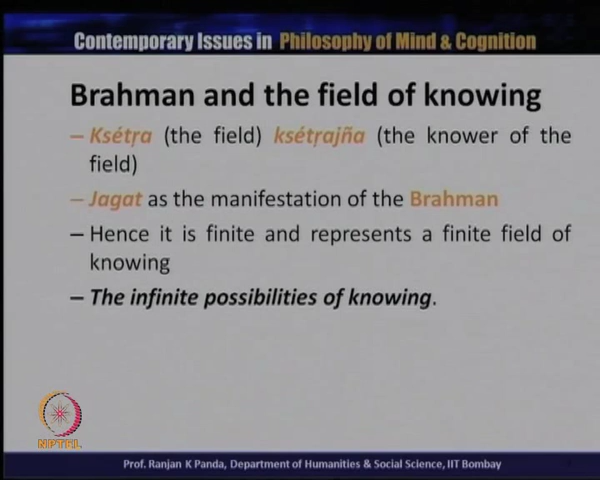 Contemporary Issues in Philosophy of Mind & Cognition
Brahman and the field of knowing
– Ksétṛa (the field) ksétṛajña (the knower of the
field)
– Jagat as the manifestation of the Brahman
– Hence it is finite and represents a finite field of
knowing
– The infinite possibilities of knowing.
NPTEL
Prof. Ranjan K Panda, Department of Humanities & Social Science, IIT Bombay